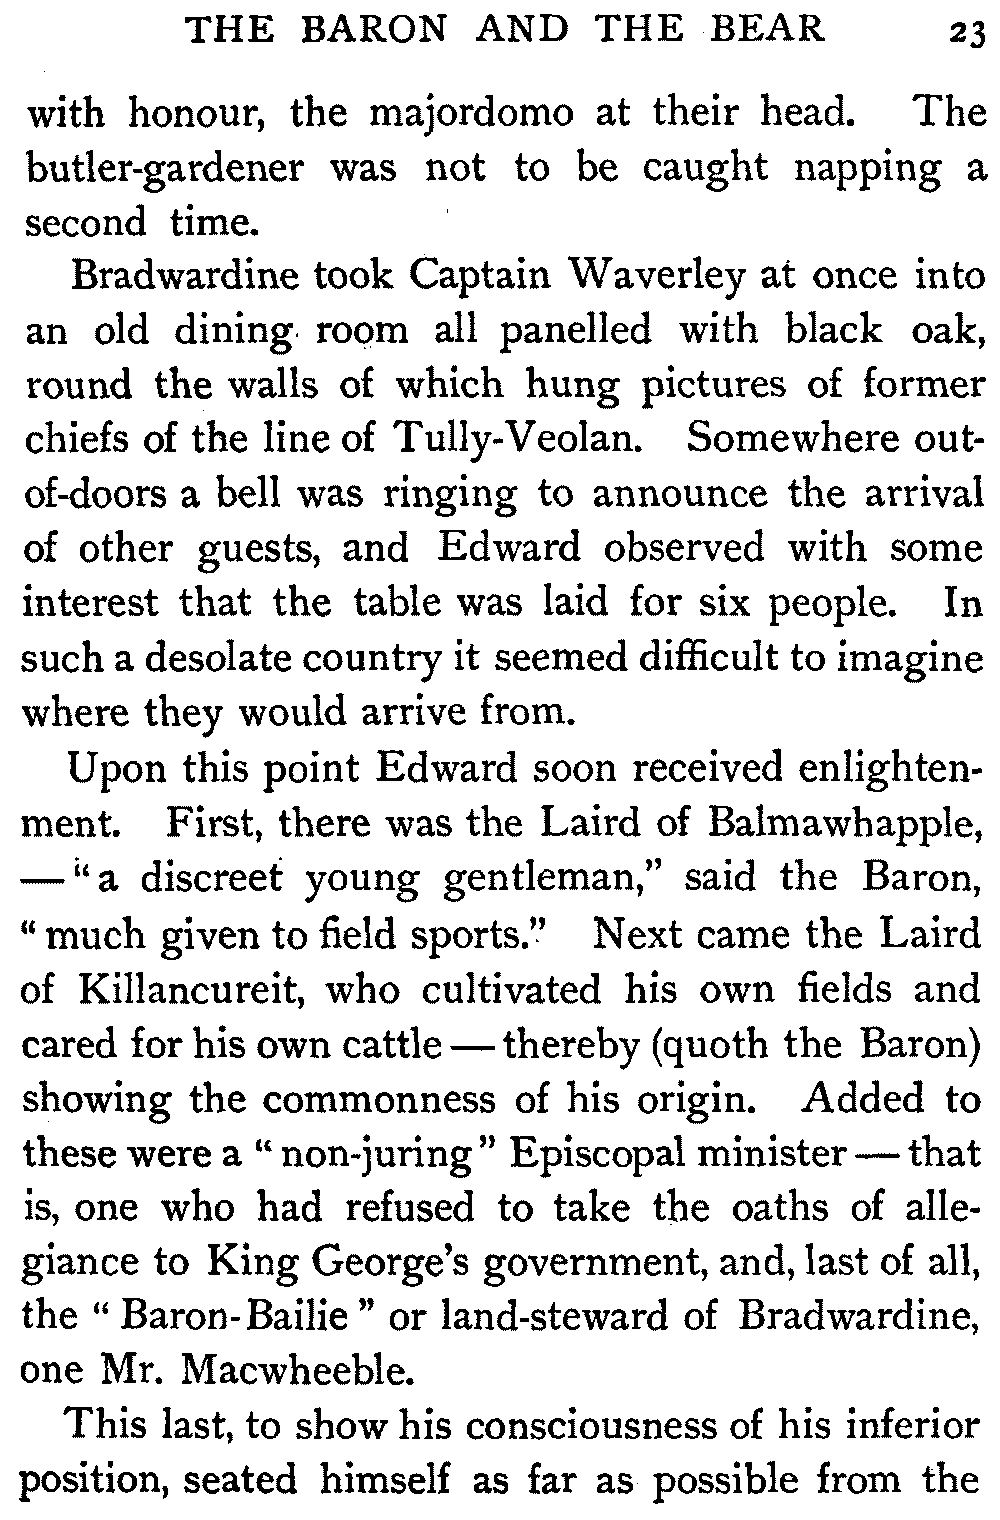 THE BARON AND THE BEAR 23
with honour, the majordomo at their head. The
butler-gardener was not to be caught napping a
second time.
Bradwardine took Captain Waverley at once into
an old dining room all panelled with black oak,
round the walls of which hung pictures of former
chiefs of the line of Tully-Veolan. Somewhere out-
of-doors a bell was ringing to announce the arrival
of other guests, and Edward observed with some
interest that the table was laid for six people. In
such a desolate country it seemed difficult to imagine
where they would arrive from.
Upon this point Edward soon received enlighten-
ment. First, there was the Laird of Balmawhapple,
—“a discreet young gentleman,” said the Baron,
“much given to field sports.” Next came the Laird
of Killancureit, who cultivated his own fields and
cared for his own cattle—thereby (quoth the Baron)
showing the commonness of his origin. Added to
these were a “non-juring” Episcopal minister—that
is, one who had refused to take the oaths of alle-
giance to King George’s government, and, last of all,
the “Baron-Bailie” or land-steward of Bradwardine,
one Mr. Macwheeble.
This last, to show his consciousness of his inferior
position, seated himself as far as possible from the